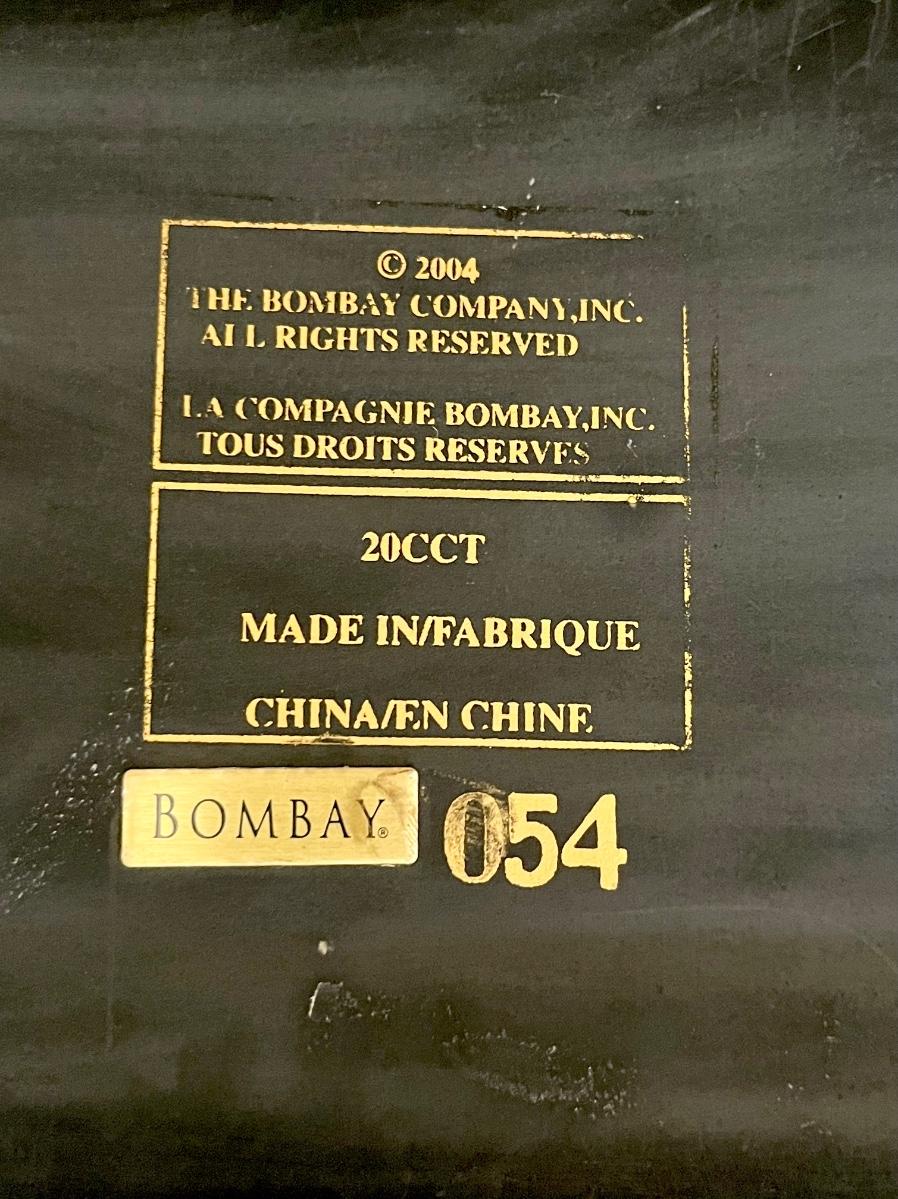 © 2004
THE BOMBAY COMPANY,INC.
ALL RIGHTS RESERVED
LA COMPAGNIE BOMBAY,INC.
TOUS DROITS RESERVES
20CCT
MADE IN/FABRIQUE
CHINA/EN CHINE
BOMBAY®
054